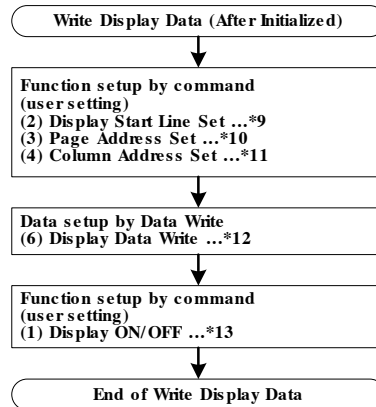 Write Display Data (After Initialized)
Function setup by command
(user setting)
(2) Display Start Line Set ...*9
(3) Page Address Set ...*10
(4) Column Address Set ...*11
Data setup by Data Write
(6) Display Data Write ...*12
Function setup by command
(user setting)
(1) Display ON/OFF ...*13
End of Write Display Data